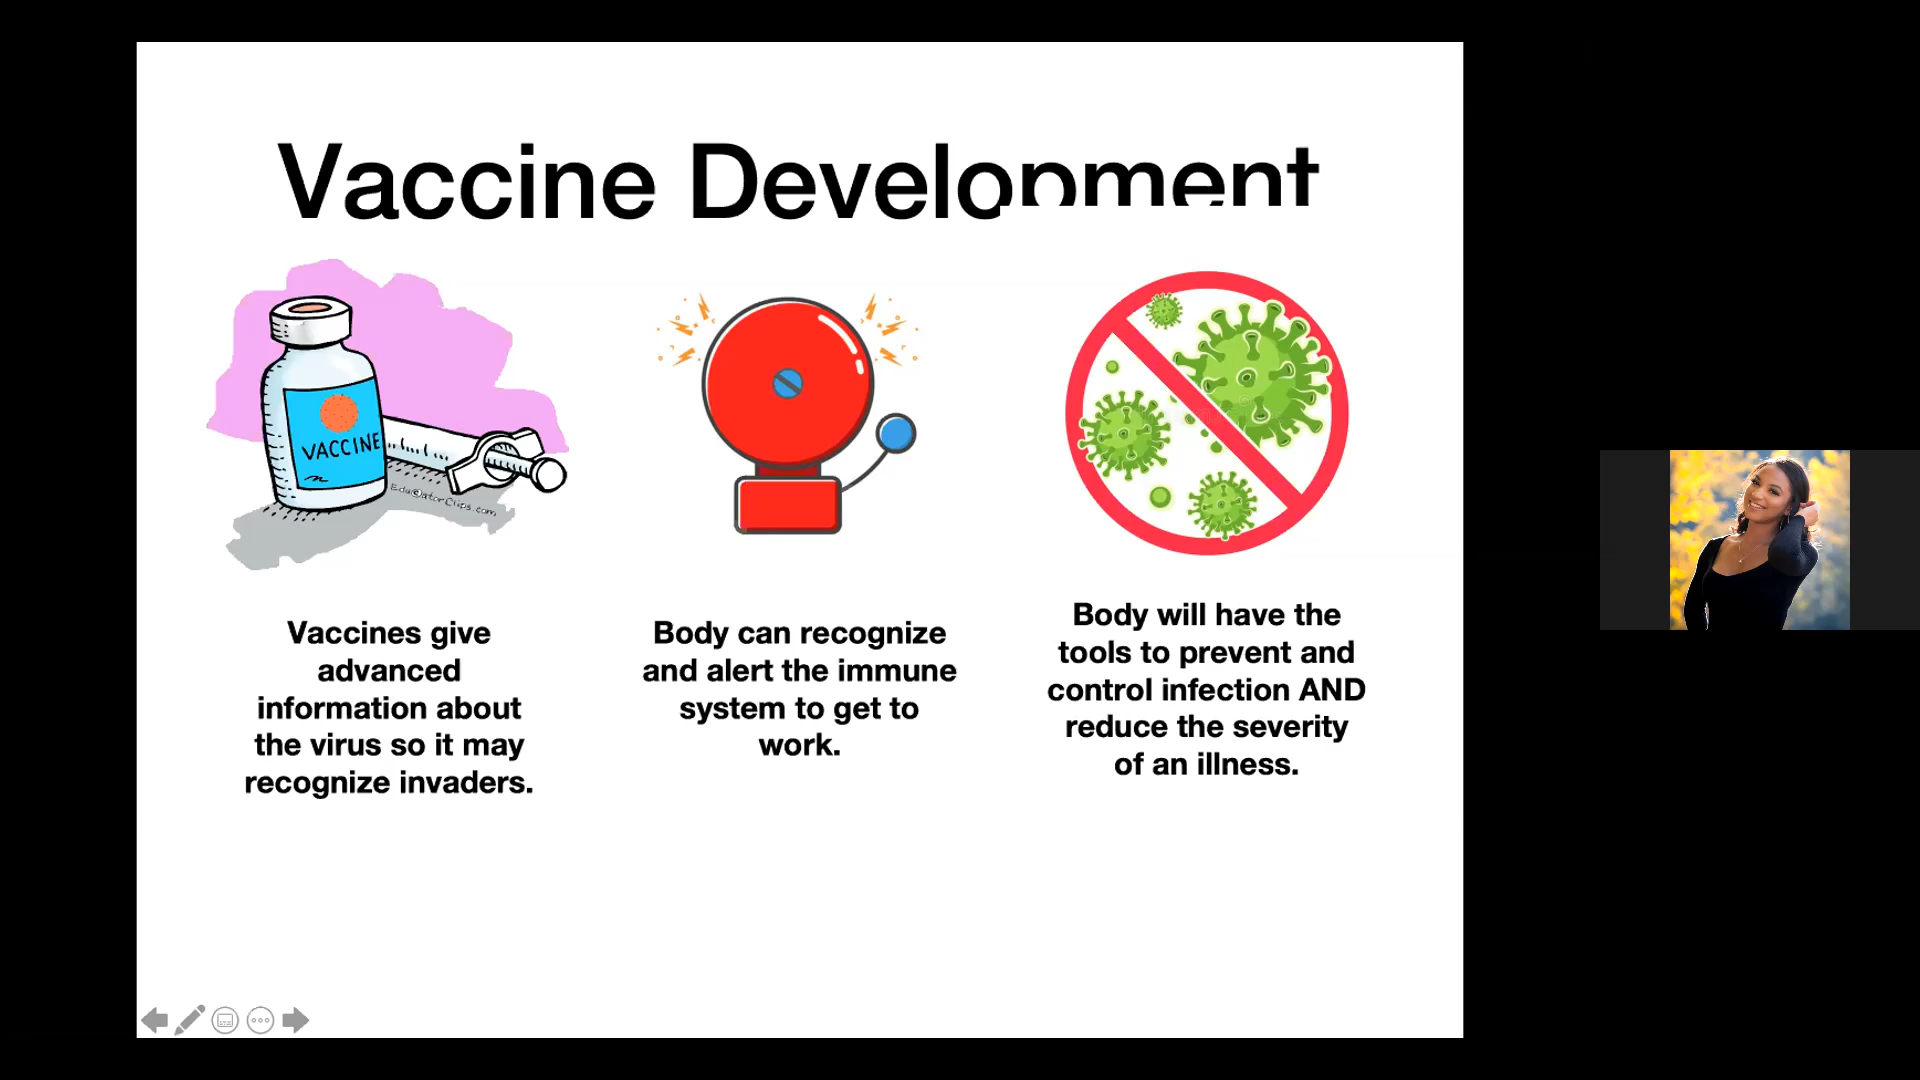 Vaccine Development
VACCINE
EducatorClips.com
Vaccines give
advanced
information about
the virus so it may
recognize invaders.
Body can recognize
and alert the immune
system to get to
work.
Body will have the
tools to prevent and
control infection AND
reduce the severity
of an illness.